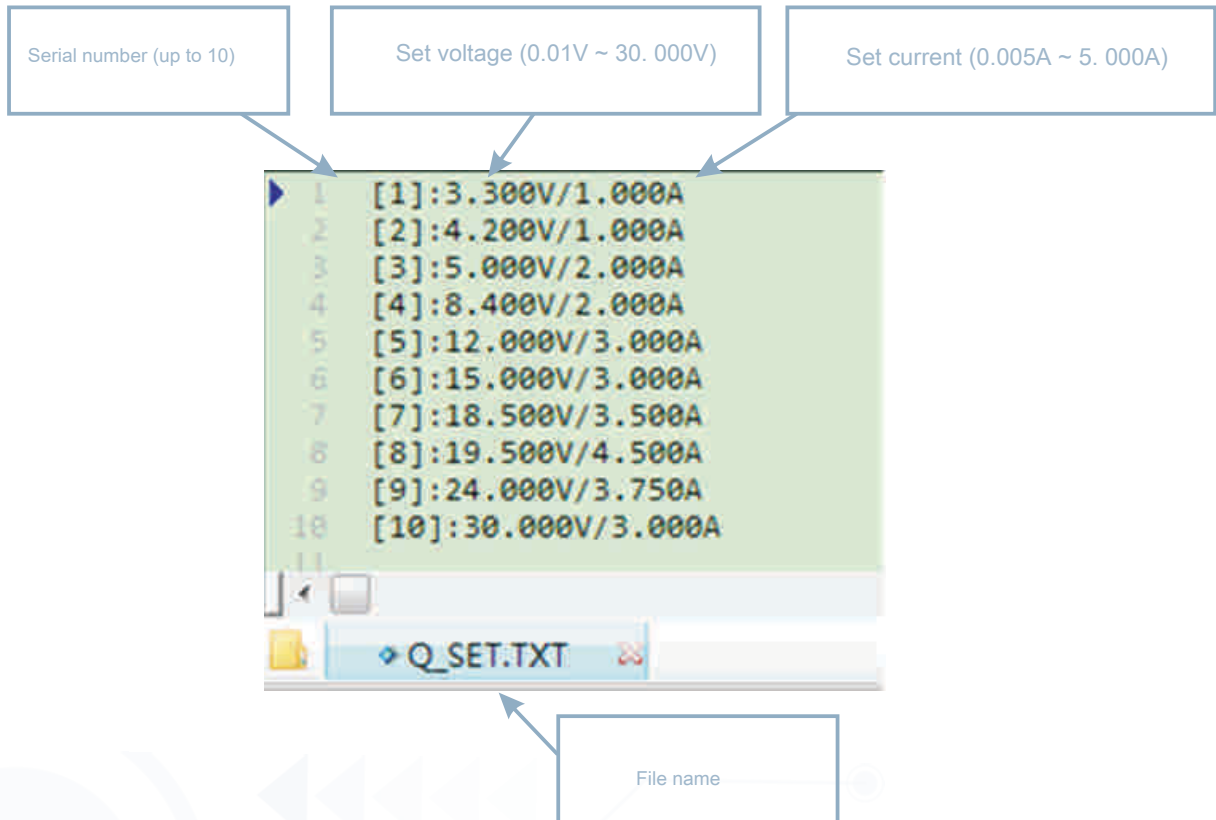 Serial number (up to 10)
Set voltage (0.01V ~ 30. 000V)
Set current (0.005A ~ 5. 000A)
1 [1]:3.300V/1.000A
2 [2]:4.200V/1.000A
3 [3]:5.000V/2.000A
4 [4]:8.400V/2.000A
5 [5]:12.000V/3.000A
6 [6]:15.000V/3.000A
7 [7]:18.500V/3.500A
8 [8]:19.500V/4.500A
9 [9]:24.000V/3.750A
10 [10]:30.000V/3.000A
11
Q_SET.TXT
File name